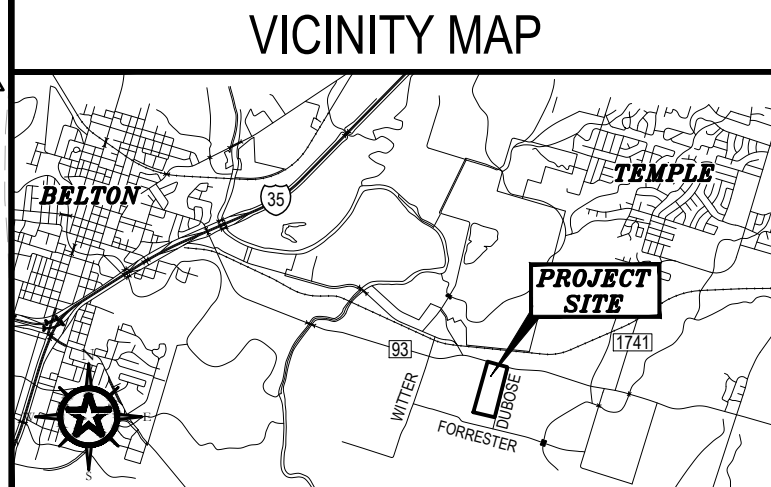 VICINITY MAP
BELTON
35
TEMPLE
PROJECT
SITE
93
1741
WITTER
DUBOSE
FORRESTER
E
S